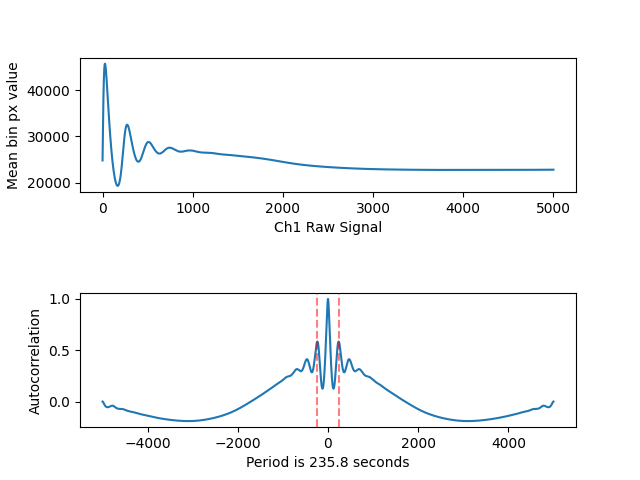 Mean bin px value
40000
30000
20000
0 1000 2000 3000 4000 5000
Ch1 Raw Signal
Autocorrelation
1.0
0.5
0.0
−4000 −2000 0 2000 4000
Period is 235.8 seconds